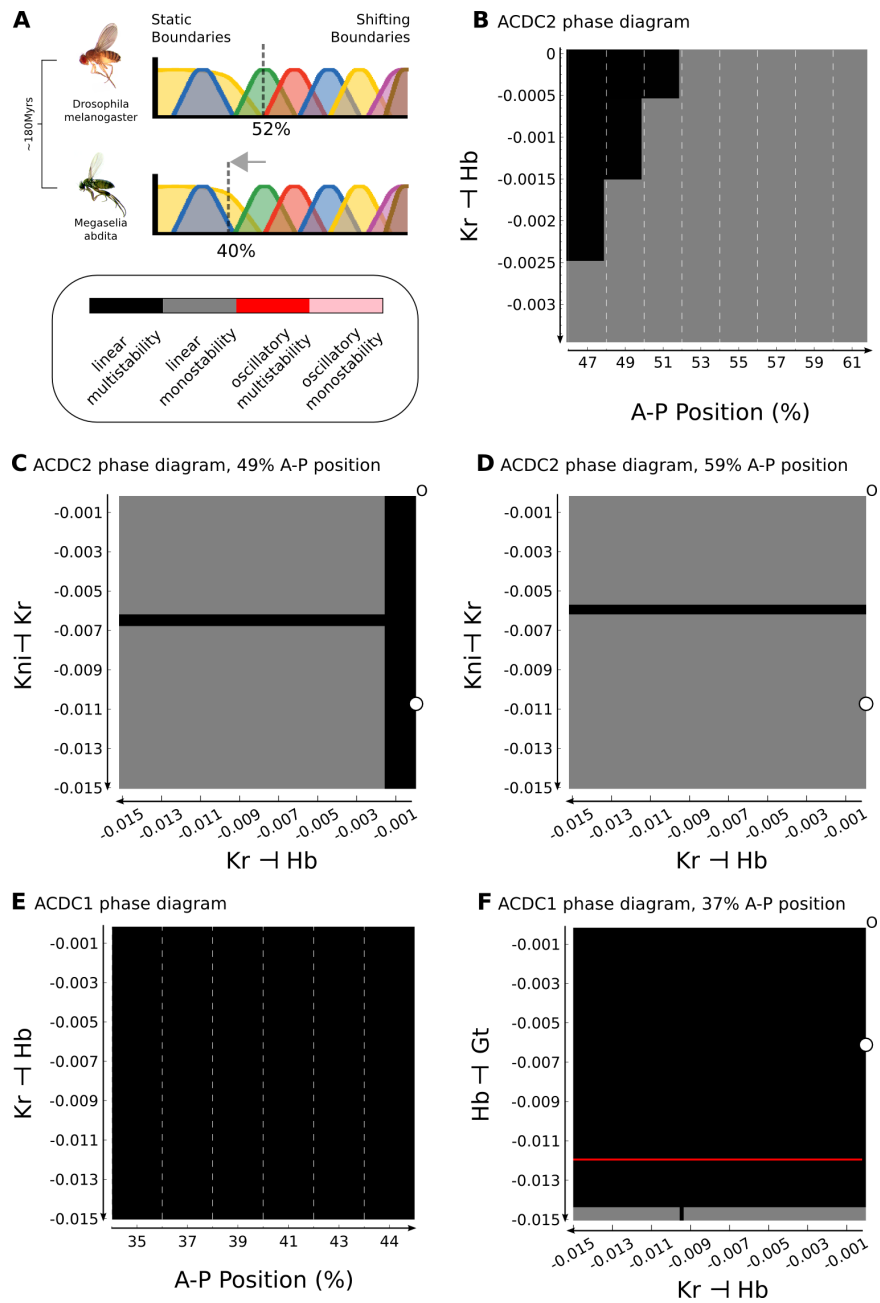 A
Static Boundaries
Shifting Boundaries
~180Myrs
Drosophila melanogaster
52%
Megaselia abdita
40%
linear multistability
linear monostability
oscillatory multistability
oscillatory monostability
B ACDC2 phase diagram
Kr ⊣ Hb
0
-0.0005
-0.001
-0.0015
-0.002
-0.0025
-0.003
47 49 51 53 55 57 59 61
A-P Position (%)
C ACDC2 phase diagram, 49% A-P position
O
Kni⊣ Kr
-0.001
-0.003
-0.005
-0.007
-0.009
-0.011
-0.013
-0.015
-0.015 -0.013 -0.011 -0.009 -0.007 -0.005 -0.003 -0.001
Kr ⊣ Hb
D ACDC2 phase diagram, 59% A-P position
O
Kni⊣ Kr
-0.001
-0.003
-0.005
-0.007
-0.009
-0.011
-0.013
-0.015
-0.015 -0.013 -0.011 -0.009 -0.007 -0.005 -0.003 -0.001
Kr ⊣ Hb
E ACDC1 phase diagram
Kr ⊣ Hb
-0.001
-0.003
-0.005
-0.007
-0.009
-0.011
-0.013
-0.015
35 37 39 41 42 44
A-P Position (%)
F ACDC1 phase diagram, 37% A-P position
O
Hb ⊣ Gt
-0.001
-0.003
-0.005
-0.007
-0.009
-0.011
-0.013
-0.015
-0.015 -0.013 -0.011 -0.009 -0.007 -0.005 -0.003 -0.001
Kr ⊣ Hb